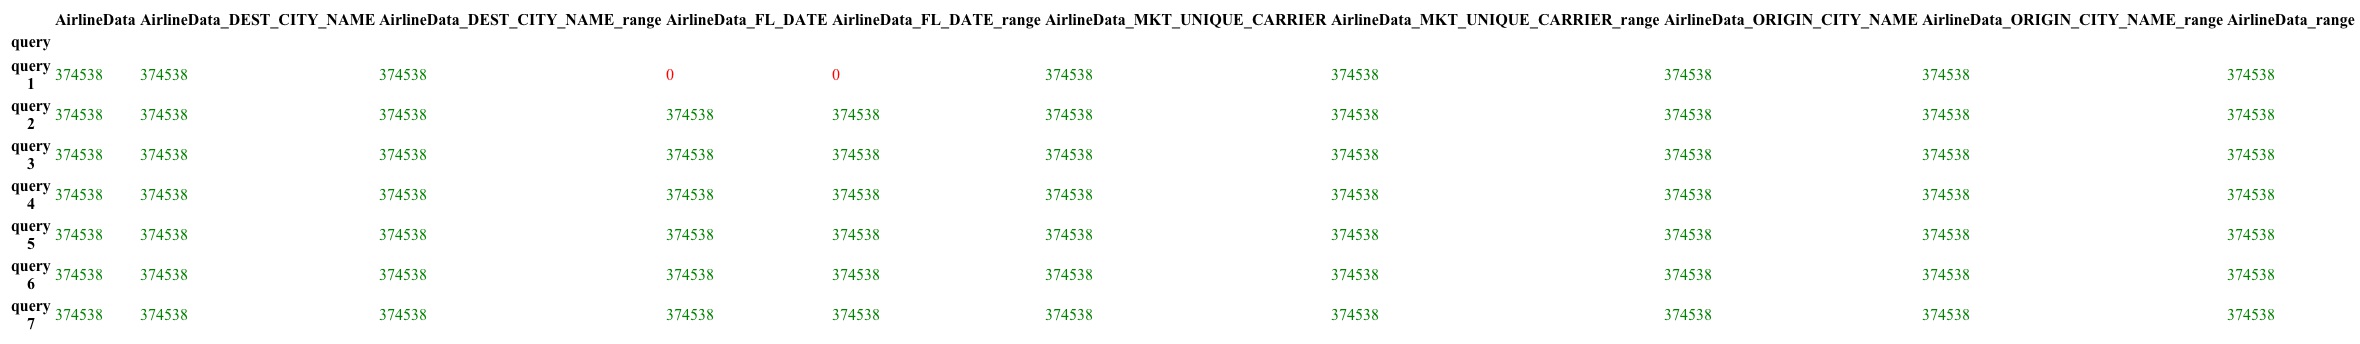 AirlineData AirlineData_DEST_CITY_NAME AirlineData_DEST_CITY_NAME_range AirlineData_FL_DATE AirlineData_FL_DATE_range AirlineData_MKT_UNIQUE_CARRIER AirlineData_MKT_UNIQUE_CARRIER_range AirlineData_ORIGIN_CITY_NAME AirlineData_ORIGIN_CITY_NAME_range AirlineData_range
query
query 1 374538 374538 374538 0 0 374538 374538 374538 374538 374538
query 2 374538 374538 374538 374538 374538 374538 374538 374538 374538 374538
query 3 374538 374538 374538 374538 374538 374538 374538 374538 374538 374538
query 4 374538 374538 374538 374538 374538 374538 374538 374538 374538 374538
query 5 374538 374538 374538 374538 374538 374538 374538 374538 374538 374538
query 6 374538 374538 374538 374538 374538 374538 374538 374538 374538 374538
query 7 374538 374538 374538 374538 374538 374538 374538 374538 374538 374538